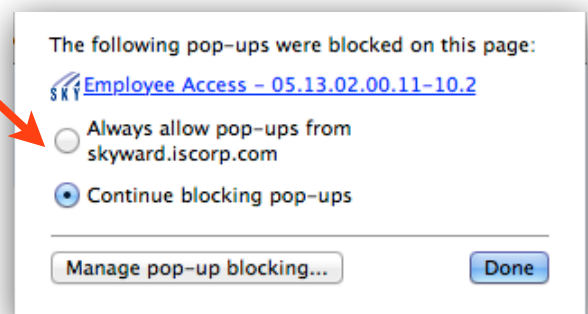 The following pop-ups were blocked on this page:
SKY Employee Access - 05.13.02.00.11-10.2
Always allow pop-ups from
skyward.iscorp.com
Continue blocking pop-ups
Manage pop-up blocking...
Done